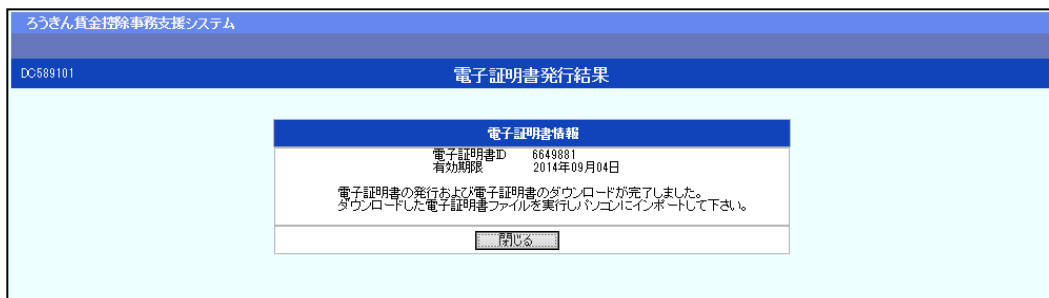 ろうきん賃金控除事務支援システム
DC589101
電子証明書発行結果
電子証明書情報
電子証明書ID 6649881
有効期限 2014年09月04日
電子証明書の発行および電子証明書のダウンロードが完了しました。
ダウンロードした電子証明書ファイルを実行しパソコンにインポートして下さい。
閉じる